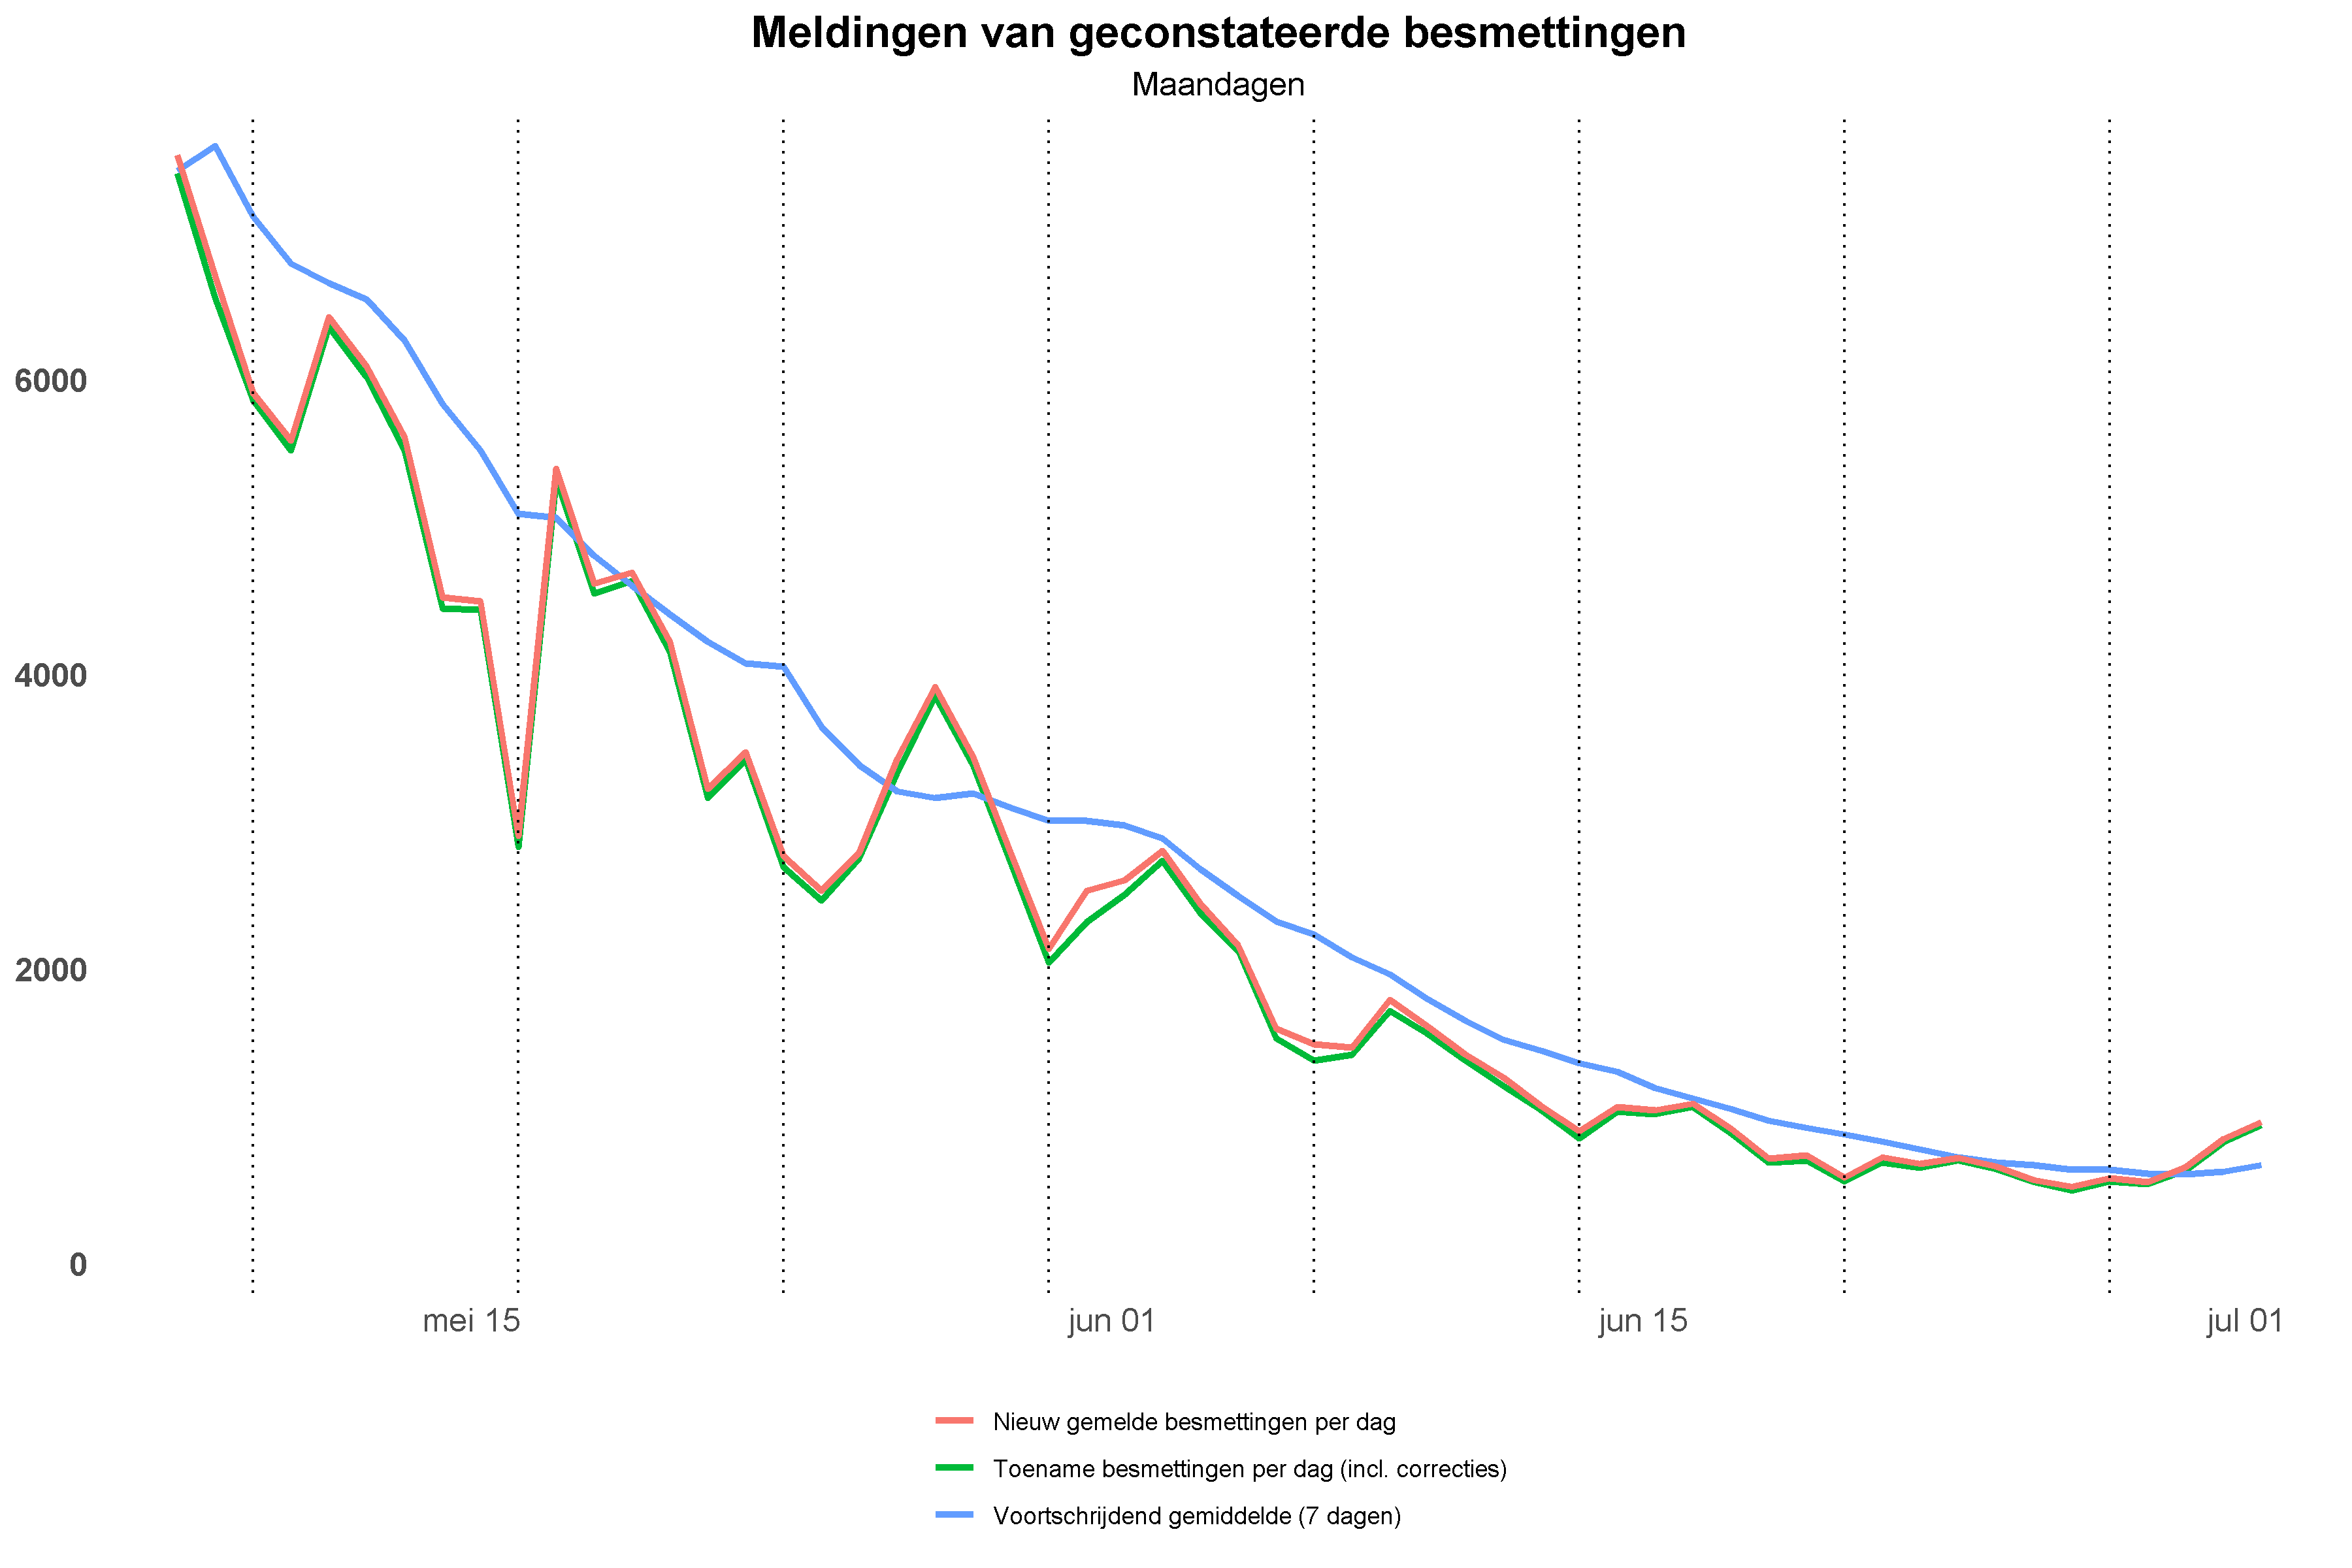 Meldingen van geconstateerde besmettingen
Maandagen
6000
4000
2000
0
mei 15
jun 01
jun 15
jul 01
Nieuw gemelde besmettingen per dag
Toename besmettingen per dag (incl. correcties)
Voortschrijdend gemiddelde (7 dagen)